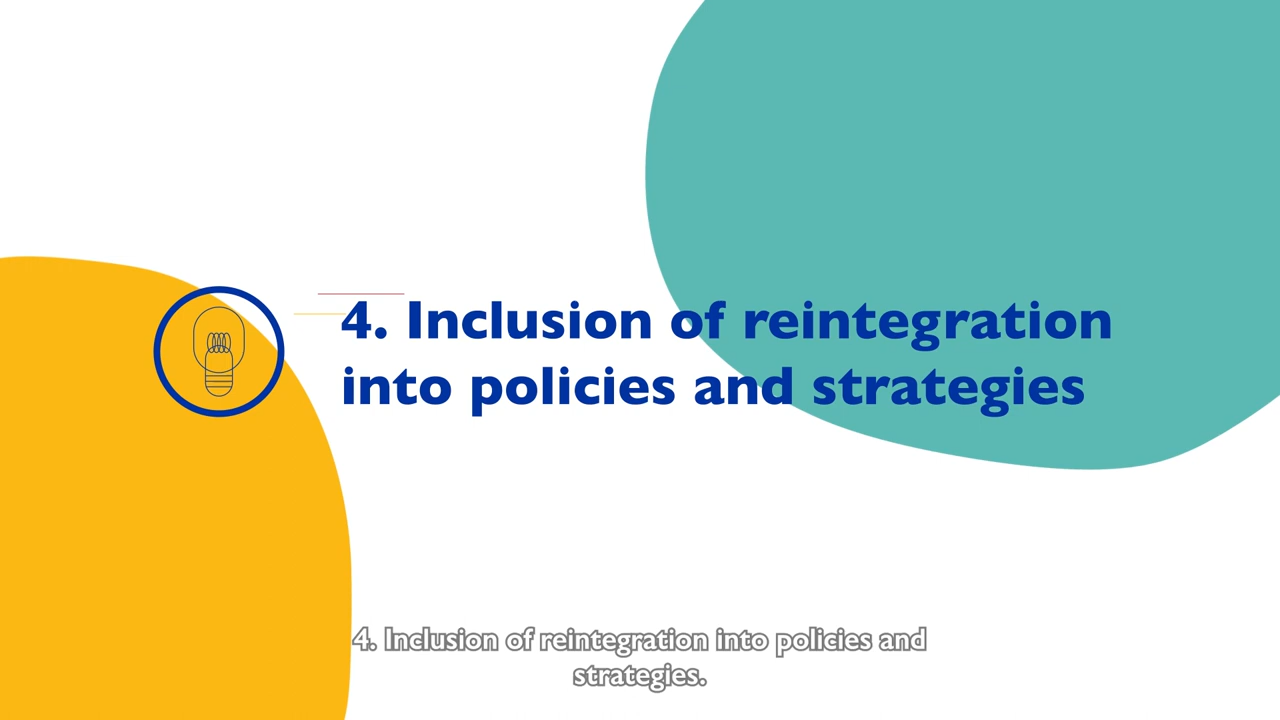 4. Inclusion of reintegration
into policies and strategies
4. Inclusion of reintegration into policies and
strategies.